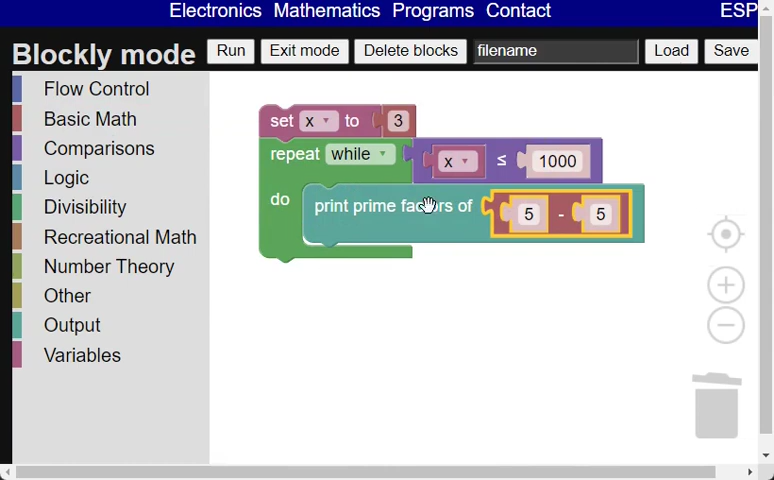 Electronics Mathematics Programs Contact ESP
Blockly mode Run Exit mode Delete blocks filename Load Save
Flow Control
Basic Math
Comparisons
Logic
Divisibility
Recreational Math
Number Theory
Other
Output
Variables
set x to 3
repeat while x ≤ 1000
do print prime factors of 5 - 5